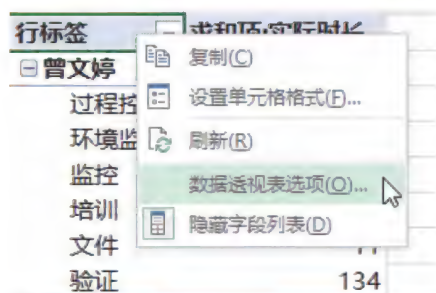 行标签 求和项:实际时长
曾文婷
复制(C)
过程控
设置单元格格式(F)...
环境监
刷新(R)
监控
数据透视表选项(O)...
培训
隐藏字段列表(D)
文件
验证 134